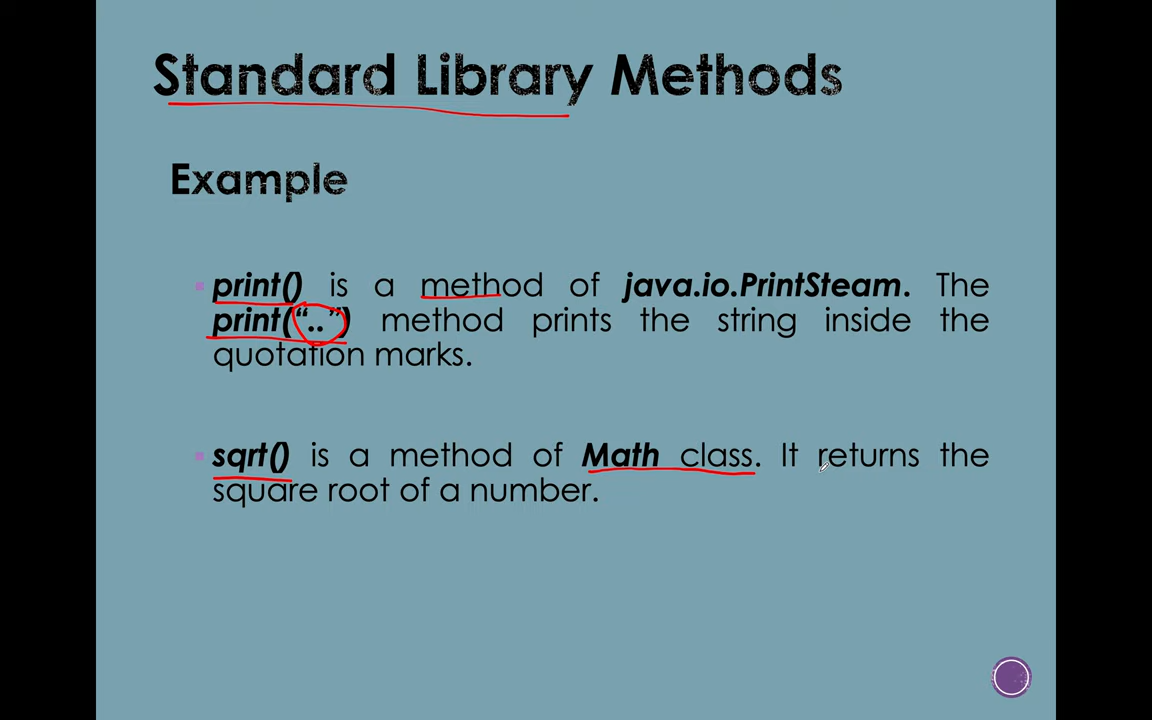 Standard Library Methods
Example
print() is a method of java.io.PrintSteam. The
print(“..”) method prints the string inside the
quotation marks.
sqrt() is a method of Math class. It returns the
square root of a number.